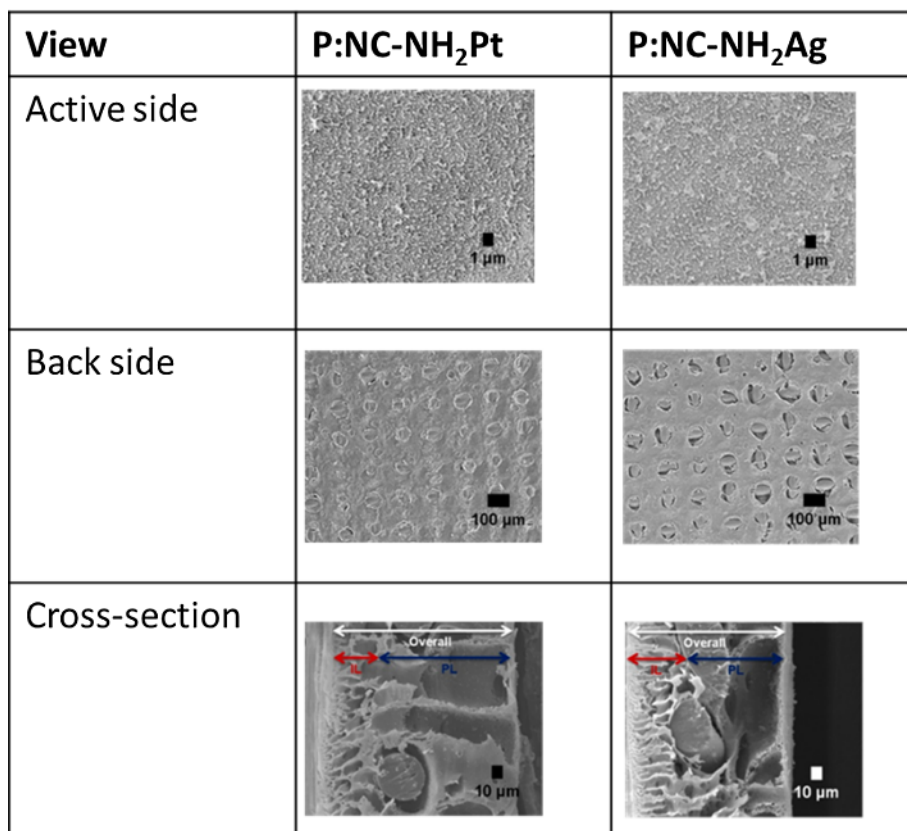 View P:NC-NH₂Pt P:NC-NH₂Ag
Active side
1 µm 1 µm
Back side
100 µm 100 µm
Cross-section
Overall Overall
IL PL IL PL
10 µm 10 µm